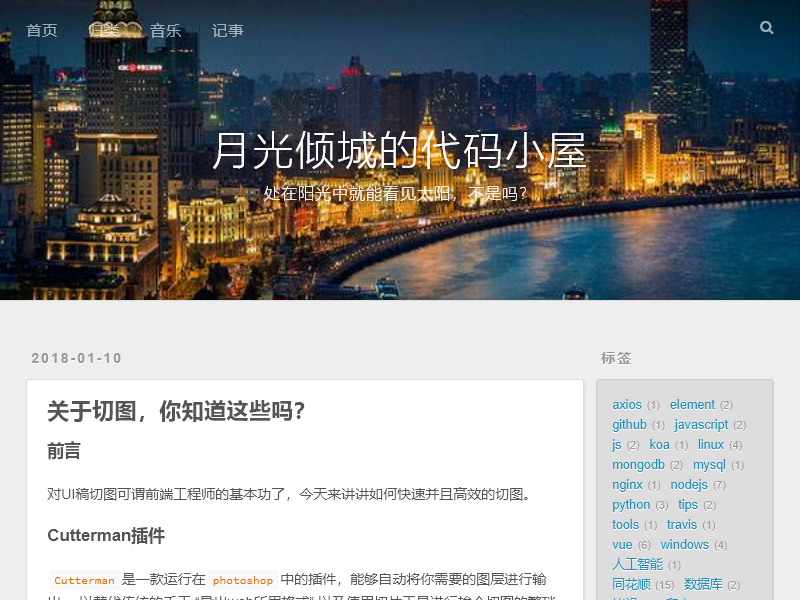 首页 归类 音乐 记事
月光倾城的代码小屋
处在阳光中就能看见太阳，不是吗？
2018-01-10
关于切图，你知道这些吗？
前言
对UI稿切图可谓前端工程师的基本功了，今天来讲讲如何快速并且高效的切图。
Cutterman插件
Cutterman 是一款运行在 photoshop 中的插件，能够自动将你需要的图层进行输
标签
axios (1) element (2)
github (1) javascript (2)
js (2) koa (1) linux (4)
mongodb (2) mysql (1)
nginx (1) nodejs (7)
python (3) tips (2)
tools (1) travis (1)
vue (6) windows (4)
人工智能 (1)
同花顺 (15) 数据库 (2)